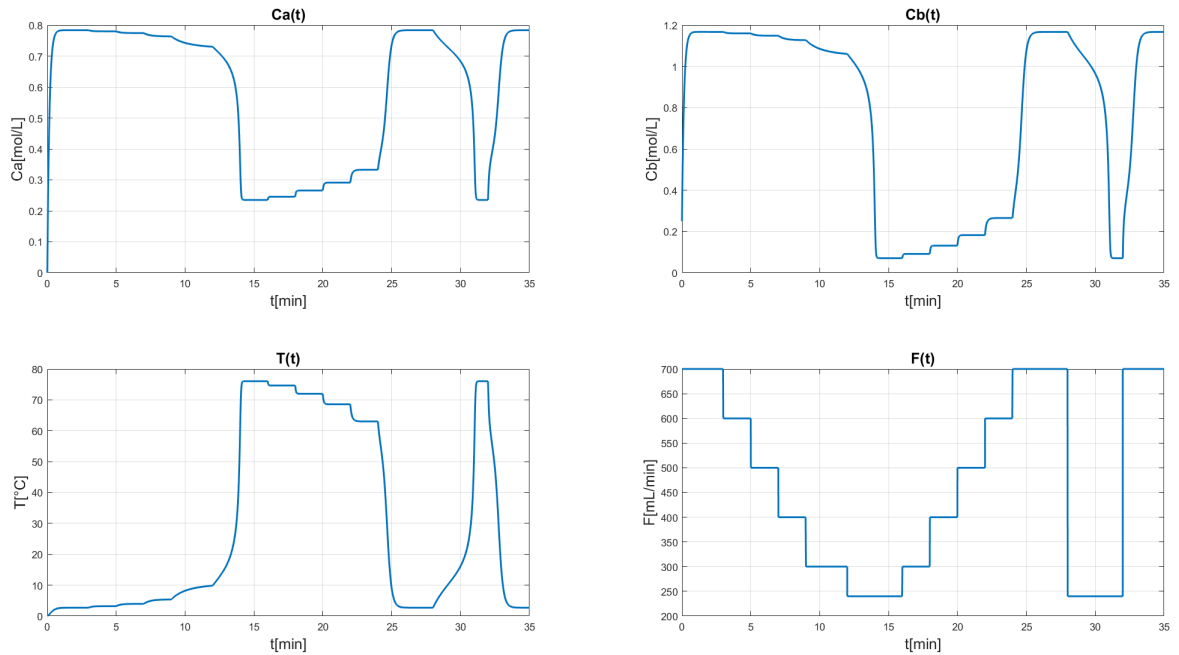 Ca(t)
Ca[mol/L]
0.8
0.7
0.6
0.5
0.4
0.3
0.2
0.1
0
0 5 10 15 20 25 30 35
t[min]
Cb(t)
Cb[mol/L]
1.2
1
0.8
0.6
0.4
0.2
0
0 5 10 15 20 25 30 35
t[min]
T(t)
T[°C]
80
70
60
50
40
30
20
10
0
0 5 10 15 20 25 30 35
t[min]
F(t)
F[mL/min]
700
650
600
550
500
450
400
350
300
250
200
0 5 10 15 20 25 30 35
t[min]